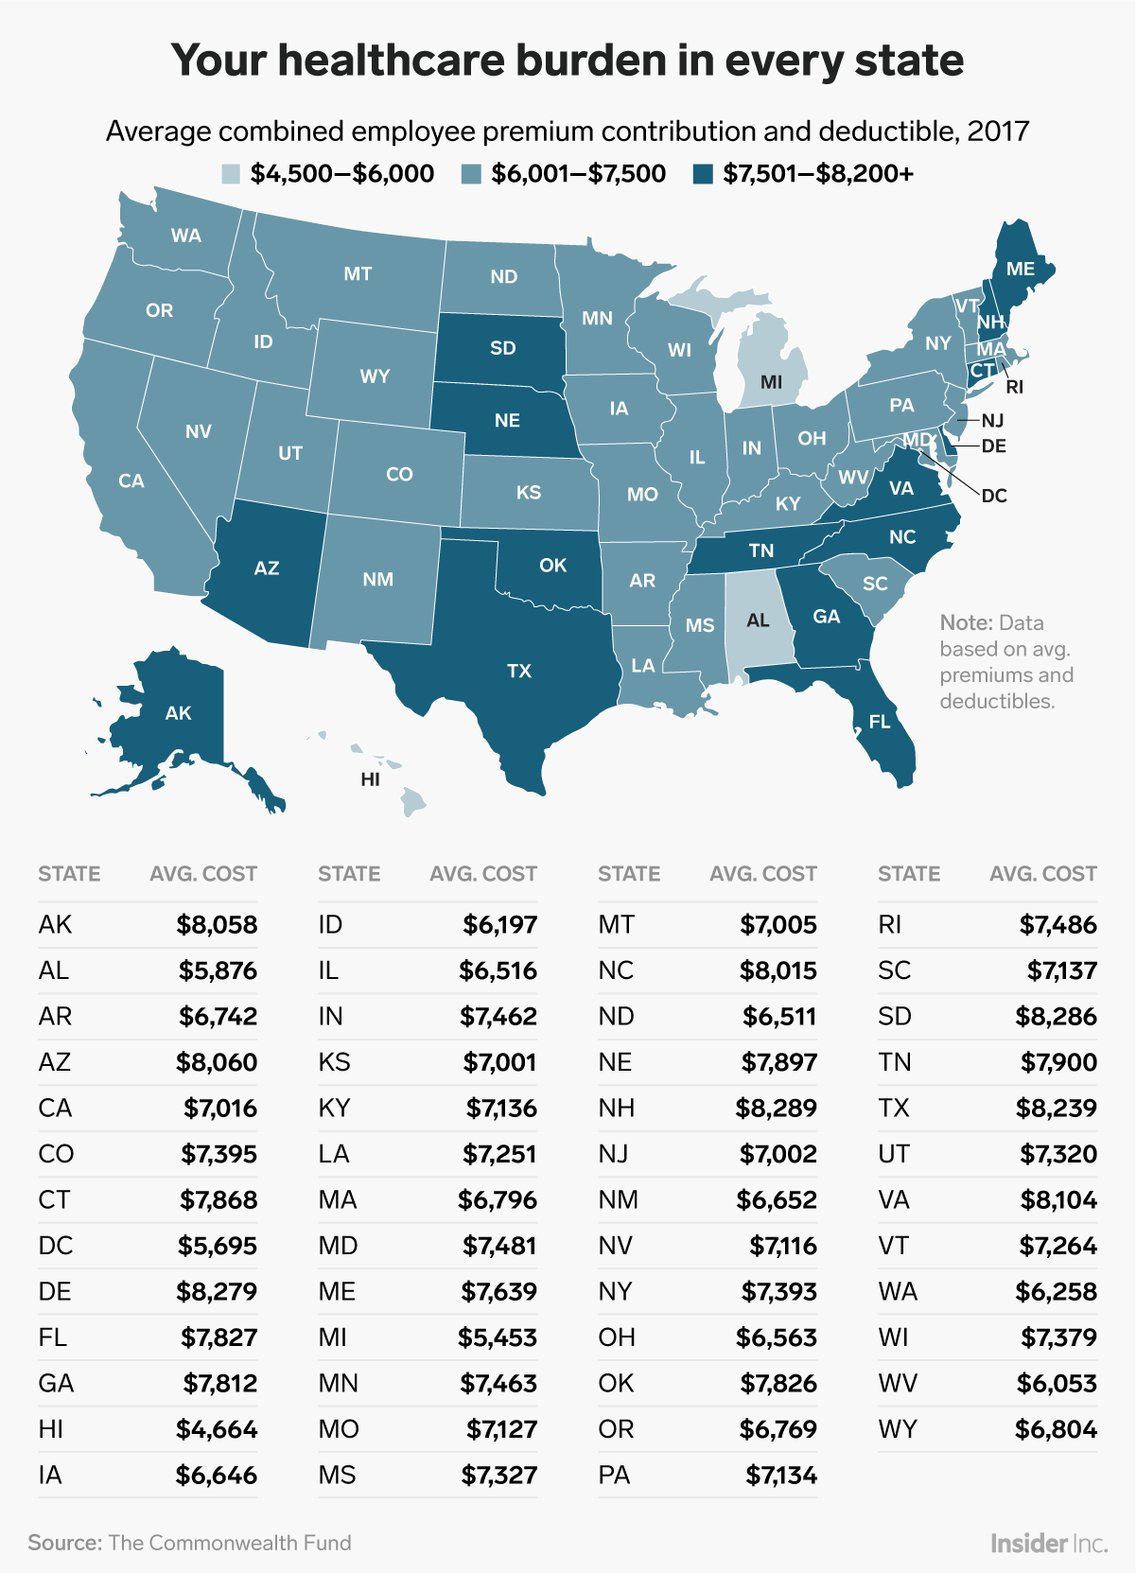 Your healthcare burden in every state
Average combined employee premium contribution and deductible, 2017
$4,500–$6,000 $6,001–$7,500 $7,501–$8,200+
WA
MT
ND
MN
OR
ID
SD
WI
WY
MI
ME
VT
NH
NY
MA
CT
RI
NE
IA
PA
NJ
NV
UT
CO
IL
IN
OH
MD
DE
CA
KS
MO
WV
VA
DC
KY
AZ
NM
OK
AR
TN
NC
SC
MS
AL
GA
TX
LA
FL
AK
HI
Note: Data
based on avg.
premiums and
deductibles.
STATE AVG. COST STATE AVG. COST STATE AVG. COST STATE AVG. COST
AK $8,058 ID $6,197 MT $7,005 RI $7,486
AL $5,876 IL $6,516 NC $8,015 SC $7,137
AR $6,742 IN $7,462 ND $6,511 SD $8,286
AZ $8,060 KS $7,001 NE $7,897 TN $7,900
CA $7,016 KY $7,136 NH $8,289 TX $8,239
CO $7,395 LA $7,251 NJ $7,002 UT $7,320
CT $7,868 MA $6,796 NM $6,652 VA $8,104
DC $5,695 MD $7,481 NV $7,116 VT $7,264
DE $8,279 ME $7,639 NY $7,393 WA $6,258
FL $7,827 MI $5,453 OH $6,563 WI $7,379
GA $7,812 MN $7,463 OK $7,826 WV $6,053
HI $4,664 MO $7,127 OR $6,769 WY $6,804
IA $6,646 MS $7,327 PA $7,134
Source: The Commonwealth Fund
Insider Inc.